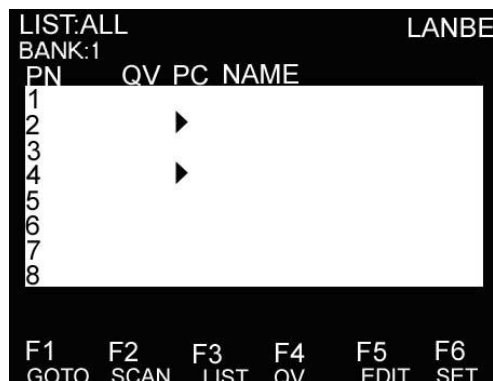 LIST:ALL LANBE
BANK:1
PN QV PC NAME
1
2
3
4
5
6
7
8
F1 F2 F3 F4 F5 F6
GOTO SCAN LIST QV EDIT SET